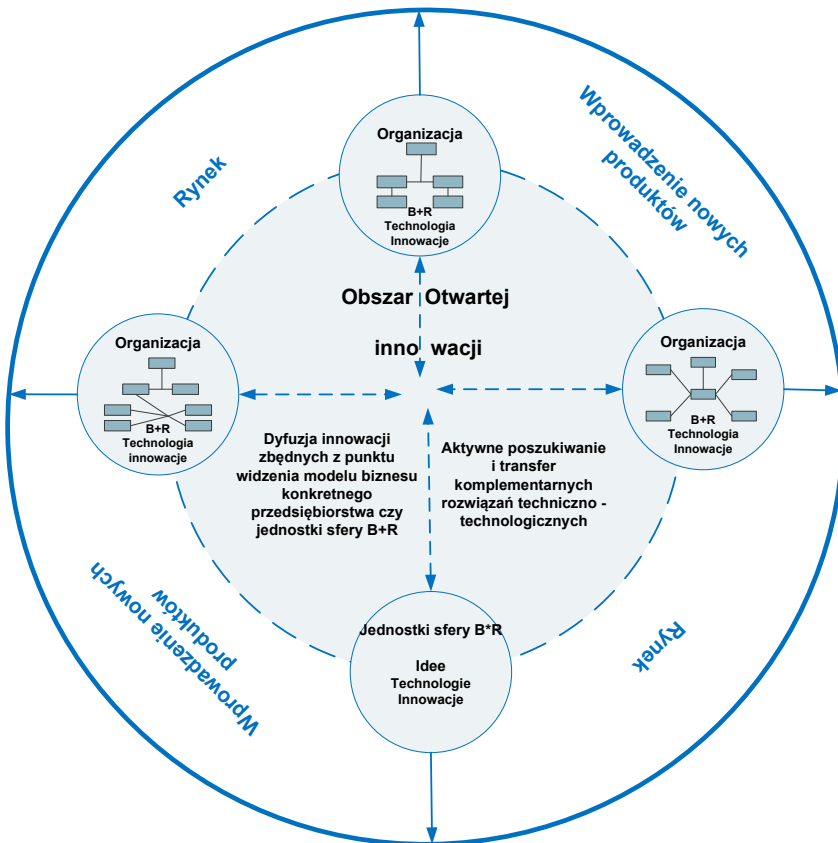 Organizacja
B+R
Technologia
Innowacje
Rynek
Wprowadzenie nowych
produktów
Obszar Otwartej
inno wacji
Organizacja
B+R
Technologia
innowacje
Organizacja
B+R
Technologia
Innowacje
Dyfuzja innowacji
zbędnych z punktu
widzenia modelu biznesu
konkretnego
przedsiębiorstwa czy
jednostki sfery B+R
Aktywne poszukiwanie
i transfer
komplementarnych
rozwiązań techniczno -
technologicznych
Wprowadzenie nowych
produktów
Jednostki sfery B*R
Idee
Technologie
Innowacje
Rynek